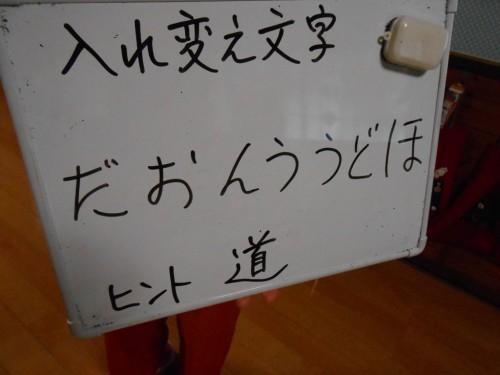 入れ変え文字
だおんううどほ
ヒント 道